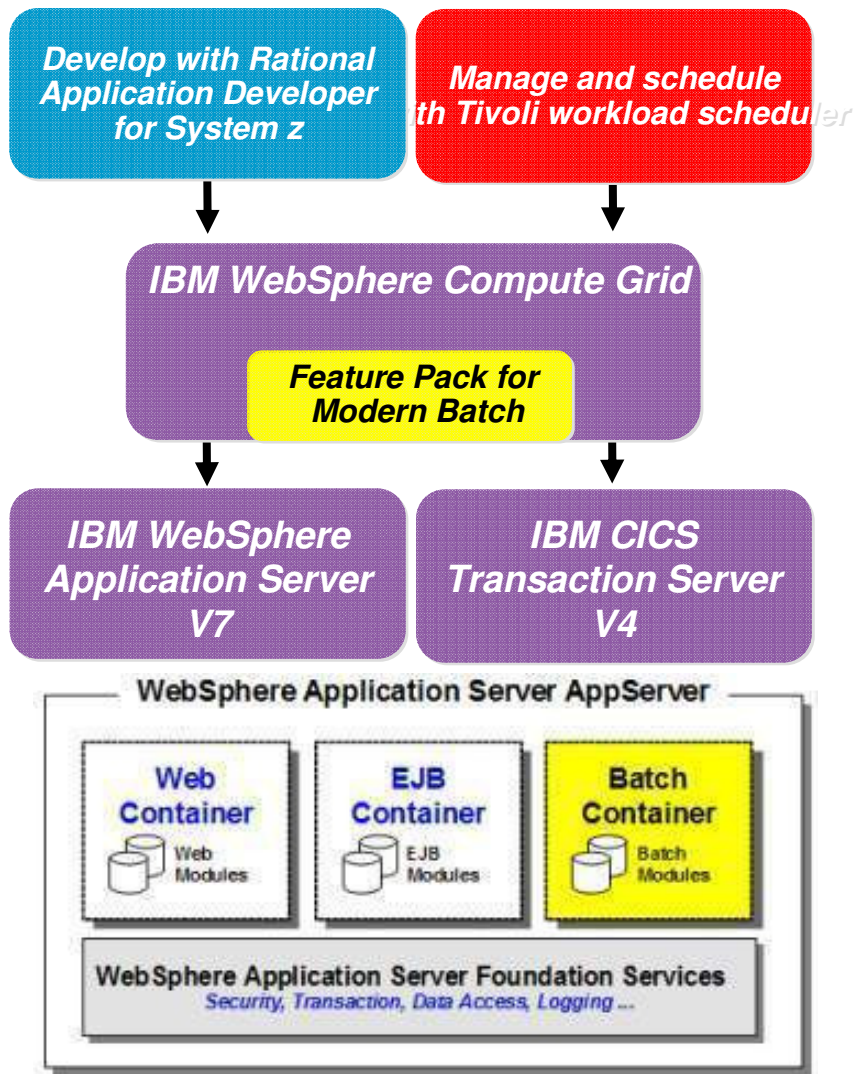 Develop with Rational
Application Developer
for System z
Manage and schedule
ith Tivoli workload scheduler
IBM WebSphere Compute Grid
Feature Pack for
Modern Batch
IBM WebSphere
Application Server
V7
IBM CICS
Transaction Server
V4
WebSphere Application Server AppServer
Web
Container
Web
Modules
EJB
Container
EJB
Modules
Batch
Container
Batch
Modules
WebSphere Application Server Foundation Services
Security, Transaction, Data Access, Logging ...